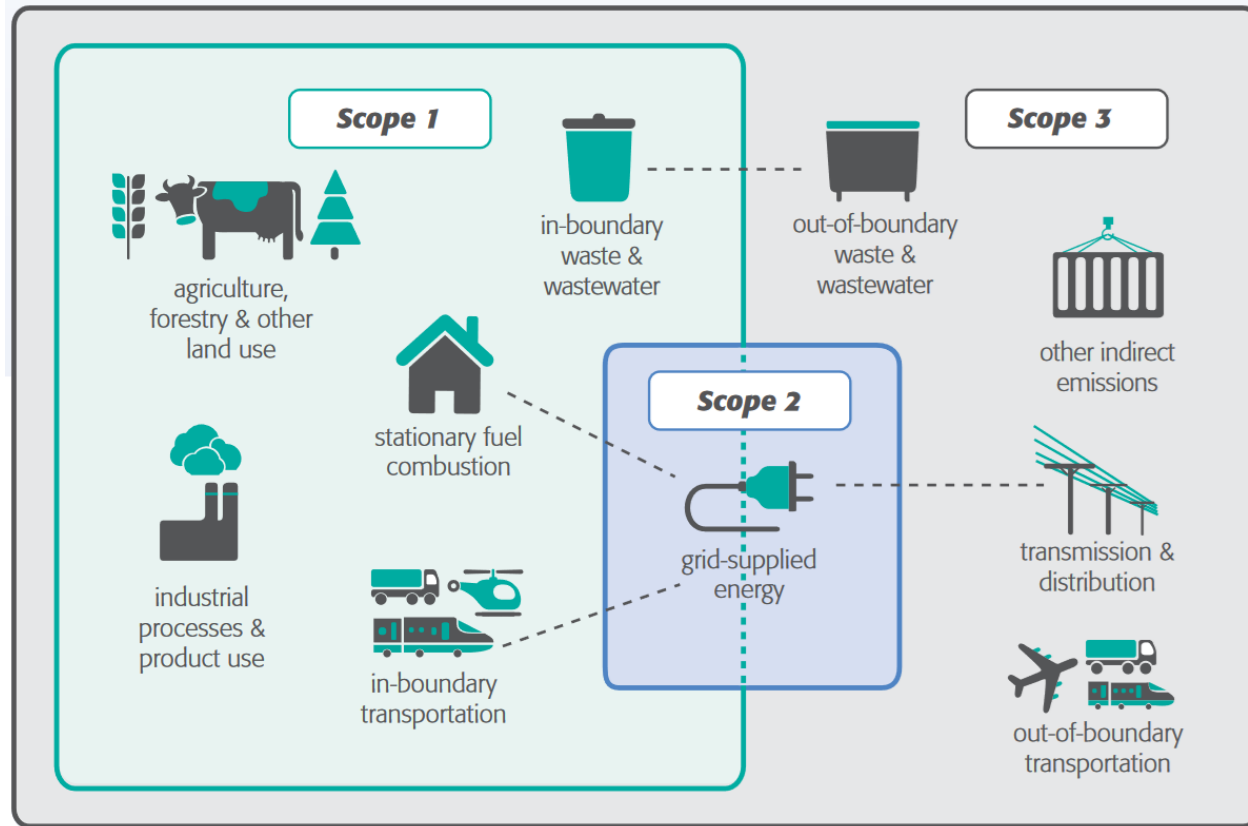 Scope 1
Scope 3
in-boundary
waste &
wastewater
out-of-boundary
waste &
wastewater
agriculture,
forestry & other
land use
other indirect
emissions
Scope 2
stationary fuel
combustion
grid-supplied
energy
transmission &
distribution
industrial
processes &
product use
in-boundary
transportation
out-of-boundary
transportation